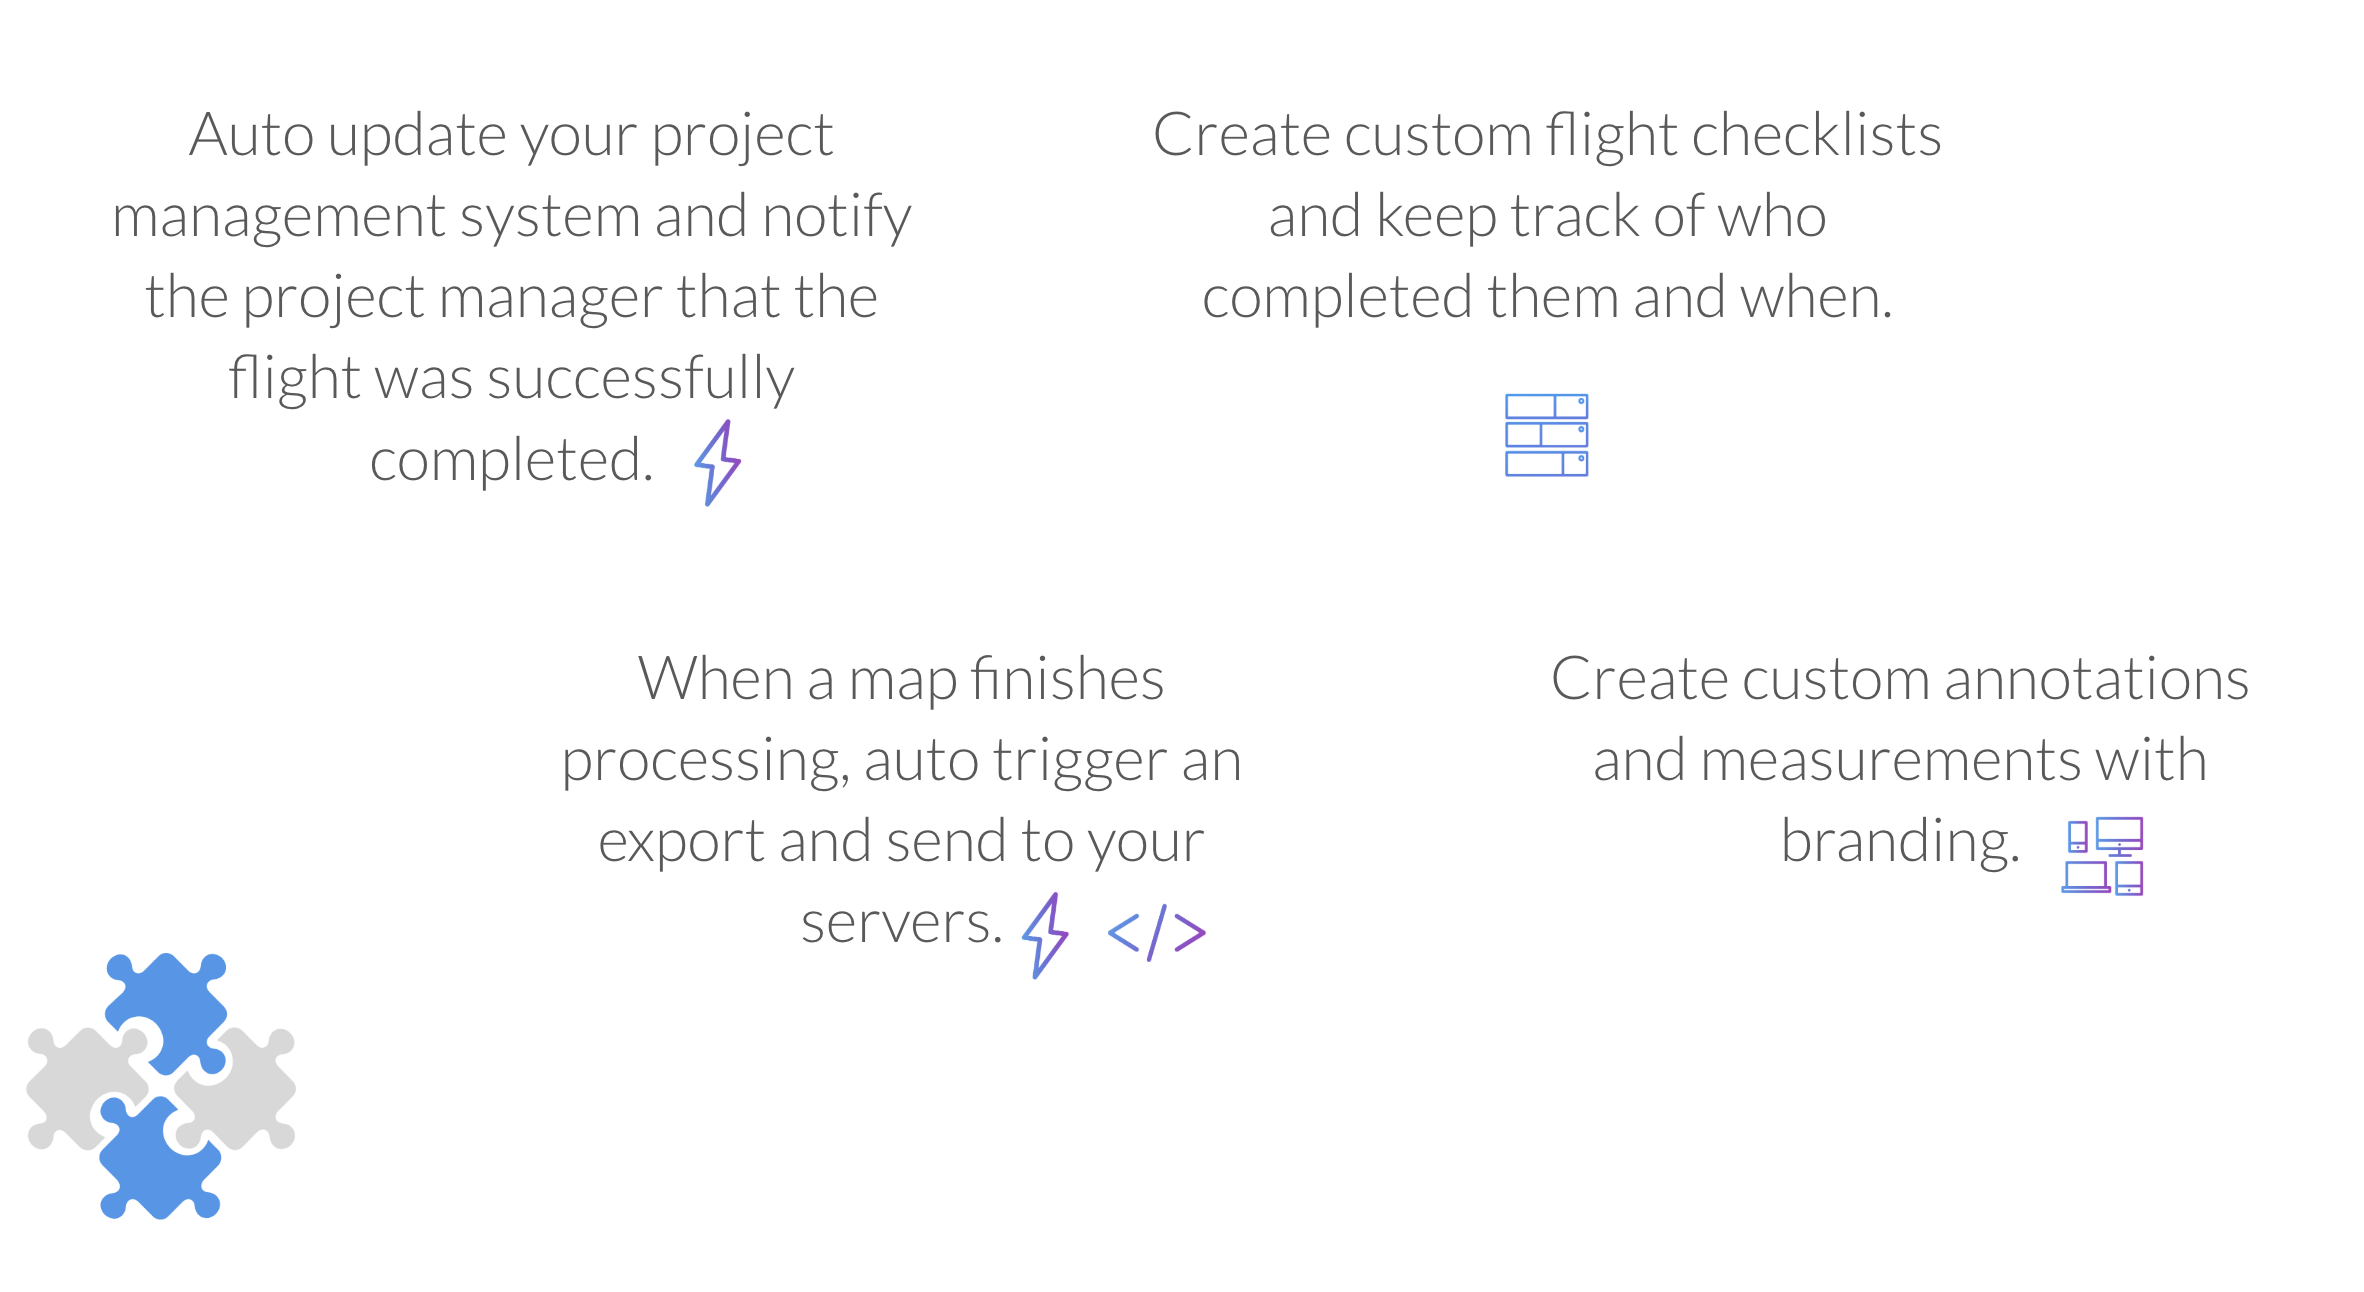 Auto update your project
management system and notify
the project manager that the
flight was successfully
completed.
Create custom flight checklists
and keep track of who
completed them and when.
When a map finishes
processing, auto trigger an
export and send to your
servers.
</>
Create custom annotations
and measurements with
branding.